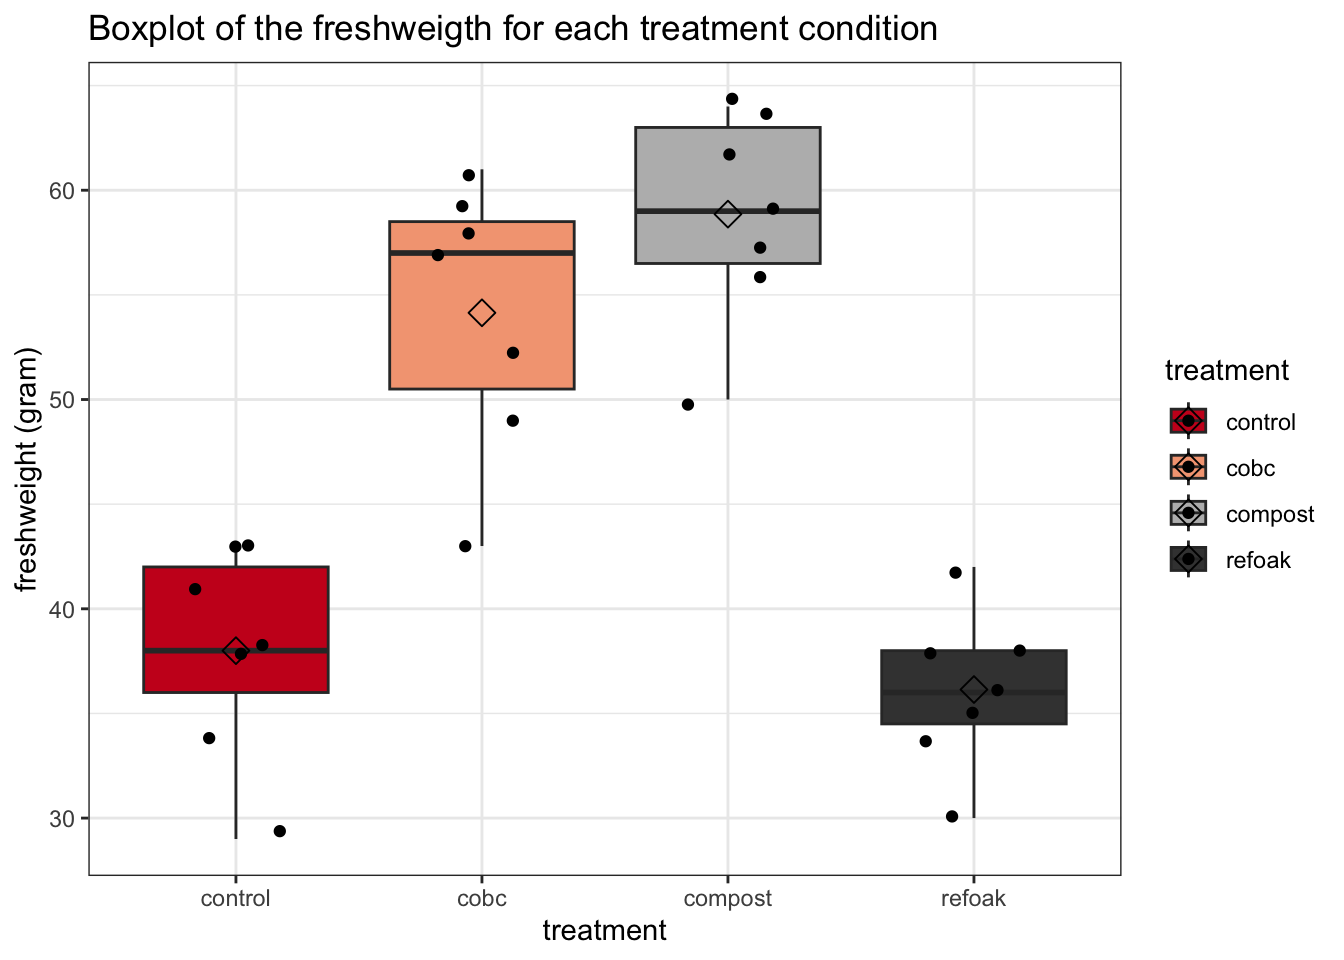 Boxplot of the freshweigth for each treatment condition
freshweight (gram)
60
50
40
30
control
cobc
compost
refoak
treatment
treatment
control
cobc
compost
refoak